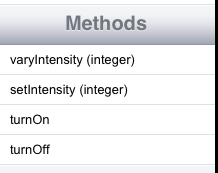 Methods
varyIntensity (integer)
setIntensity (integer)
turnOn
turnOff